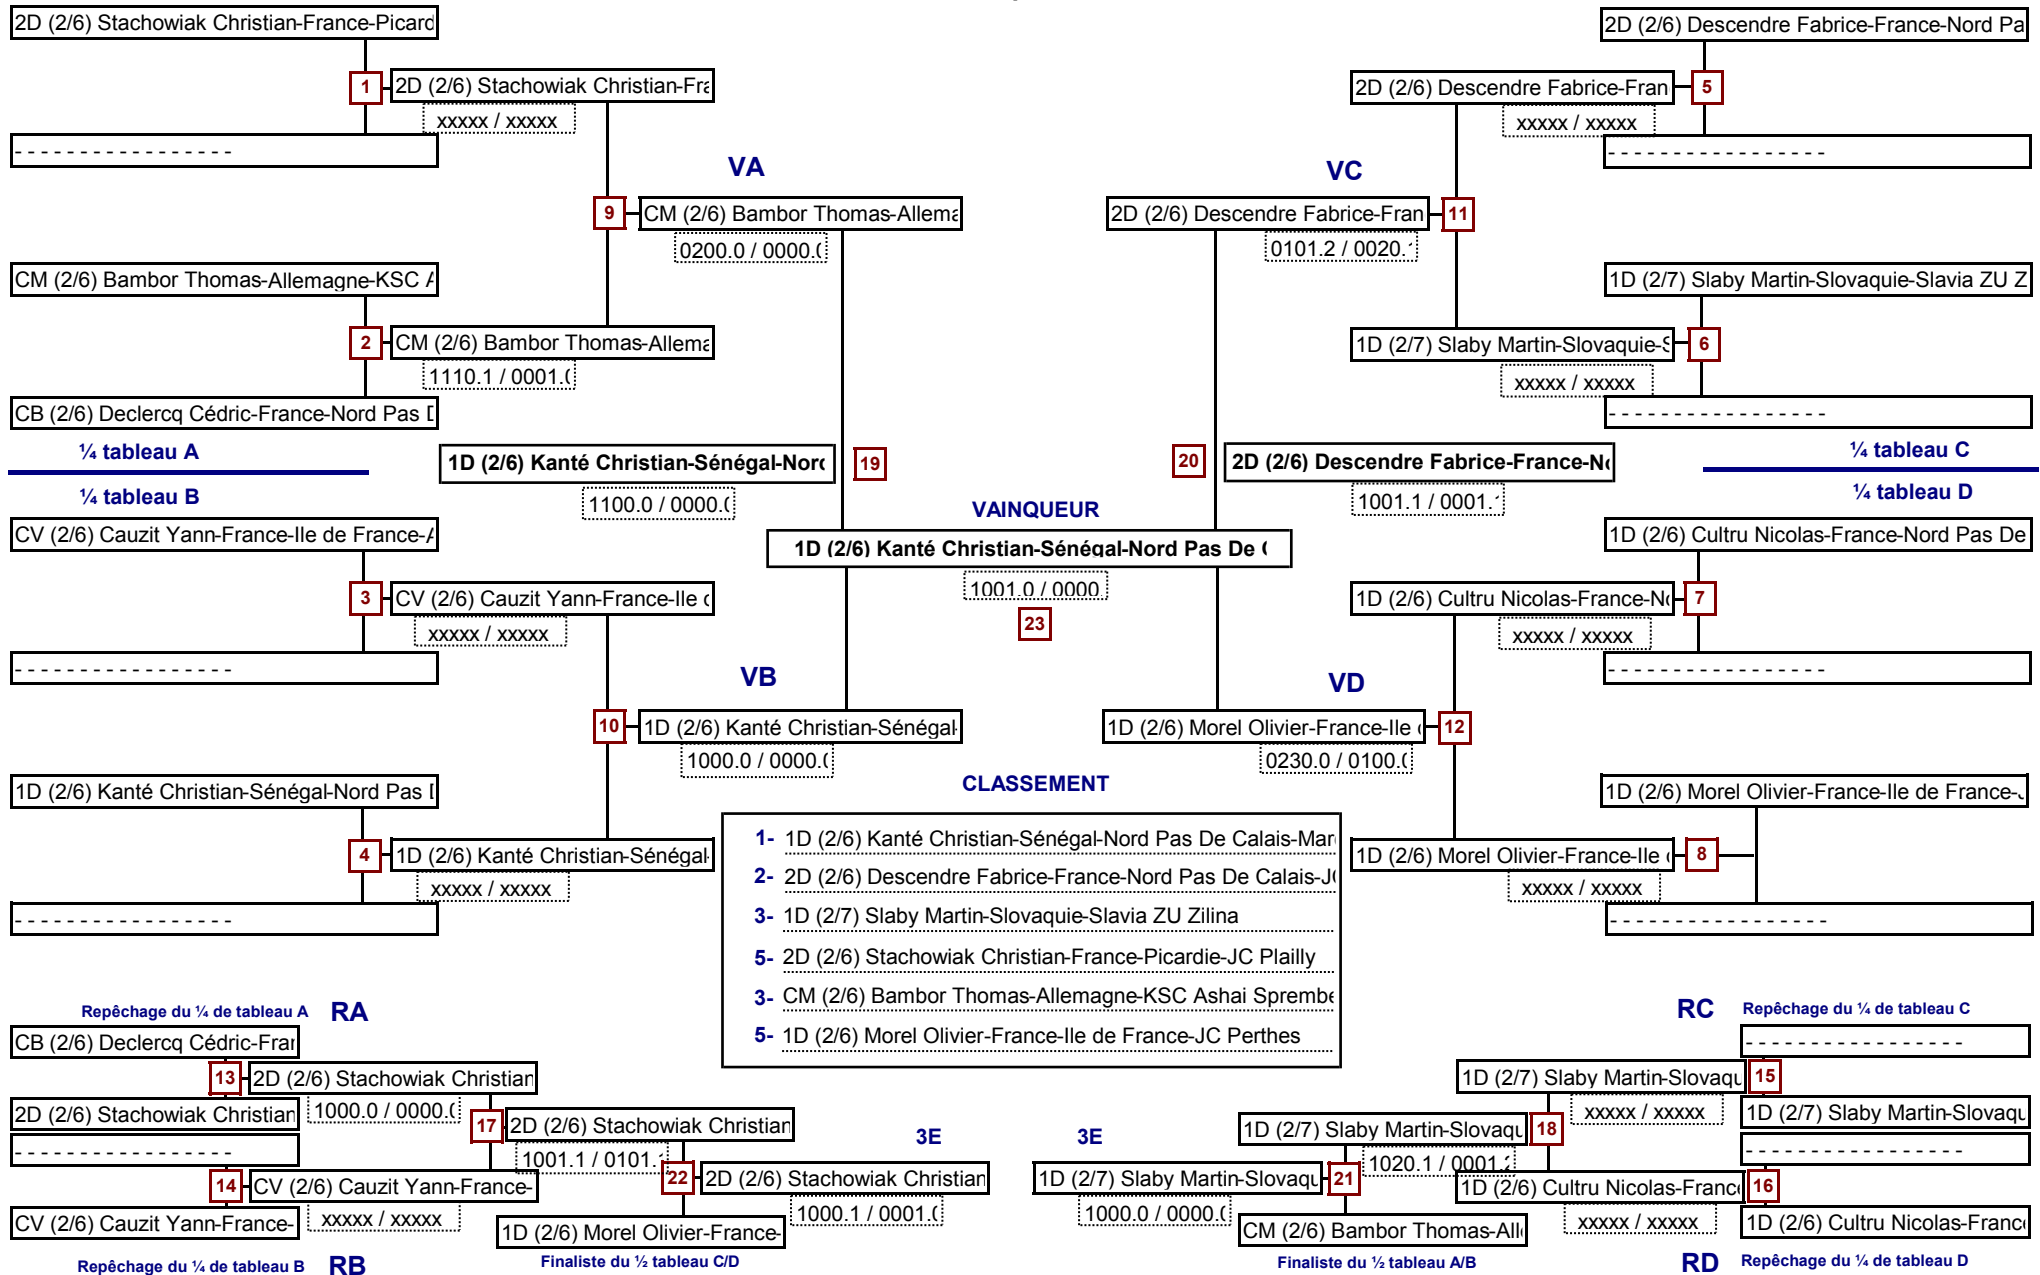 2D (2/6) Stachowiak Christian-France-Picard
2D (2/6) Descendre Fabrice-France-Nord Pa
1
2D (2/6) Stachowiak Christian-Fra
2D (2/6) Descendre Fabrice-Fran
5
xxxxx / xxxxx
xxxxx / xxxxx
- - - - - - - - - - - - - - - - -
- - - - - - - - - - - - - - - - -
VA
VC
9
CM (2/6) Bambor Thomas-Allema
2D (2/6) Descendre Fabrice-Fran
11
0200.0 / 0000.0
0101.2 / 0020.1
CM (2/6) Bambor Thomas-Allemagne-KSC A
1D (2/7) Slaby Martin-Slovaquie-Slavia ZU Z
2
CM (2/6) Bambor Thomas-Allema
1D (2/7) Slaby Martin-Slovaquie-S
6
1110.1 / 0001.0
xxxxx / xxxxx
CB (2/6) Declercq Cédric-France-Nord Pas D
- - - - - - - - - - - - - - - - -
¼ tableau A
1D (2/6) Kanté Christian-Sénégal-Nord
19
20
2D (2/6) Descendre Fabrice-France-No
¼ tableau C
¼ tableau B
1100.0 / 0000.0
1001.1 / 0001.1
¼ tableau D
VAINQUEUR
CV (2/6) Cauzit Yann-France-Ile de France-A
1D (2/6) Kanté Christian-Sénégal-Nord Pas De C
1D (2/6) Cultru Nicolas-France-Nord Pas De
3
CV (2/6) Cauzit Yann-France-Ile d
1001.0 / 0000.
1D (2/6) Cultru Nicolas-France-No
7
xxxxx / xxxxx
23
xxxxx / xxxxx
- - - - - - - - - - - - - - - - -
- - - - - - - - - - - - - - - - -
VB
VD
10
1D (2/6) Kanté Christian-Sénégal-
1D (2/6) Morel Olivier-France-Ile d
12
1000.0 / 0000.0
0230.0 / 0100.0
1D (2/6) Kanté Christian-Sénégal-Nord Pas D
CLASSEMENT
1D (2/6) Morel Olivier-France-Ile de France-J
4
1D (2/6) Kanté Christian-Sénégal-
1D (2/6) Morel Olivier-France-Ile d
8
xxxxx / xxxxx
xxxxx / xxxxx
- - - - - - - - - - - - - - - - -
- - - - - - - - - - - - - - - - -
1- 1D (2/6) Kanté Christian-Sénégal-Nord Pas De Calais-Mar
2- 2D (2/6) Descendre Fabrice-France-Nord Pas De Calais-JC
3- 1D (2/7) Slaby Martin-Slovaquie-Slavia ZU Zilina
5- 2D (2/6) Stachowiak Christian-France-Picardie-JC Plailly
3- CM (2/6) Bambor Thomas-Allemagne-KSC Ashai Sprembe
5- 1D (2/6) Morel Olivier-France-Ile de France-JC Perthes
Repêchage du ¼ de tableau A RA
RC Repêchage du ¼ de tableau C
CB (2/6) Declercq Cédric-Fran
- - - - - - - - - - - - - - - - -
13
2D (2/6) Stachowiak Christian
1D (2/7) Slaby Martin-Slovaqu
15
2D (2/6) Stachowiak Christian
1000.0 / 0000.0
xxxxx / xxxxx
1D (2/7) Slaby Martin-Slovaqu
17
2D (2/6) Stachowiak Christian
3E
3E
1D (2/7) Slaby Martin-Slovaqu
18
- - - - - - - - - - - - - - - - -
- - - - - - - - - - - - - - - - -
1001.1 / 0101.1
1020.1 / 0001.2
14
CV (2/6) Cauzit Yann-France-
22
2D (2/6) Stachowiak Christian
1D (2/7) Slaby Martin-Slovaqu
21
1D (2/6) Cultru Nicolas-France
16
CV (2/6) Cauzit Yann-France-
xxxxx / xxxxx
1000.1 / 0001.0
1000.0 / 0000.0
xxxxx / xxxxx
1D (2/6) Cultru Nicolas-France
1D (2/6) Morel Olivier-France-
CM (2/6) Bambor Thomas-Alle
Repêchage du ¼ de tableau B RB
Finaliste du ½ tableau C/D
Finaliste du ½ tableau A/B
RD Repêchage du ¼ de tableau D